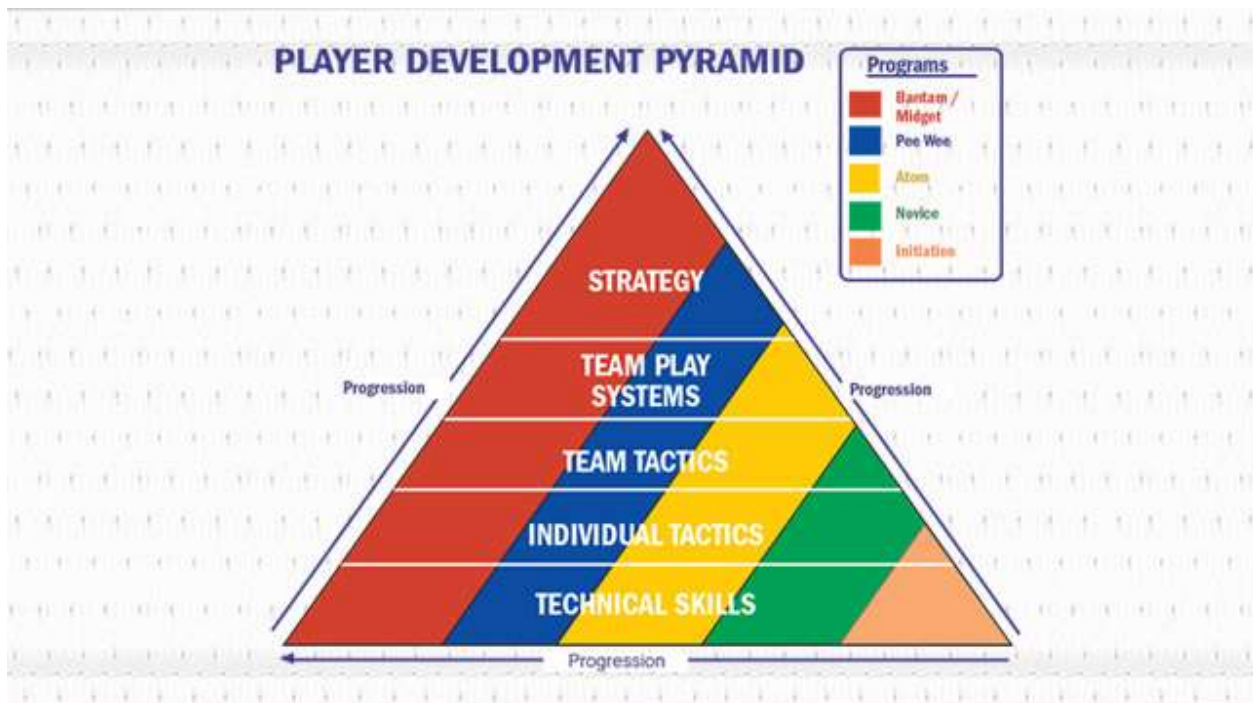 PLAYER DEVELOPMENT PYRAMID
Programs
Bantam /
Midget
Pee Wee
Atom
Novice
Initiation
STRATEGY
TEAM PLAY
SYSTEMS
Progression
Progression
TEAM TACTICS
INDIVIDUAL TACTICS
TECHNICAL SKILLS
Progression